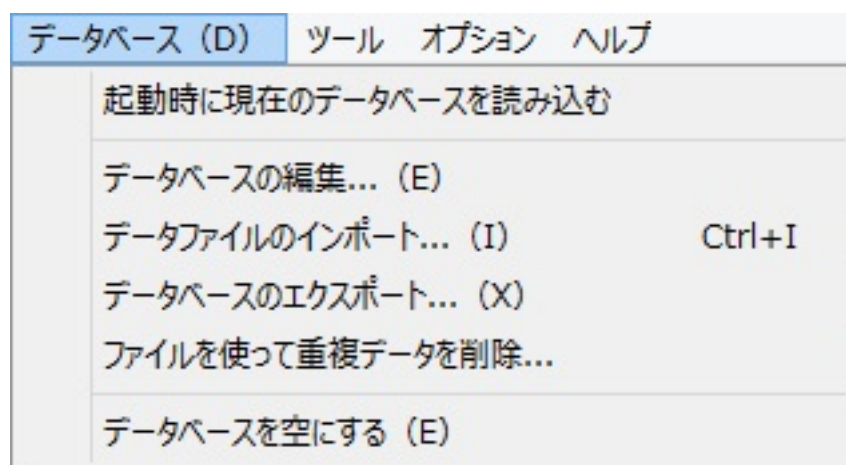 データベース（D） ツール オプション ヘルプ
起動時に現在のデータベースを読み込む
データベースの編集...（E）
データファイルのインポート...（I） Ctrl+I
データベースのエクスポート...（X）
ファイルを使って重複データを削除...
データベースを空にする（E）